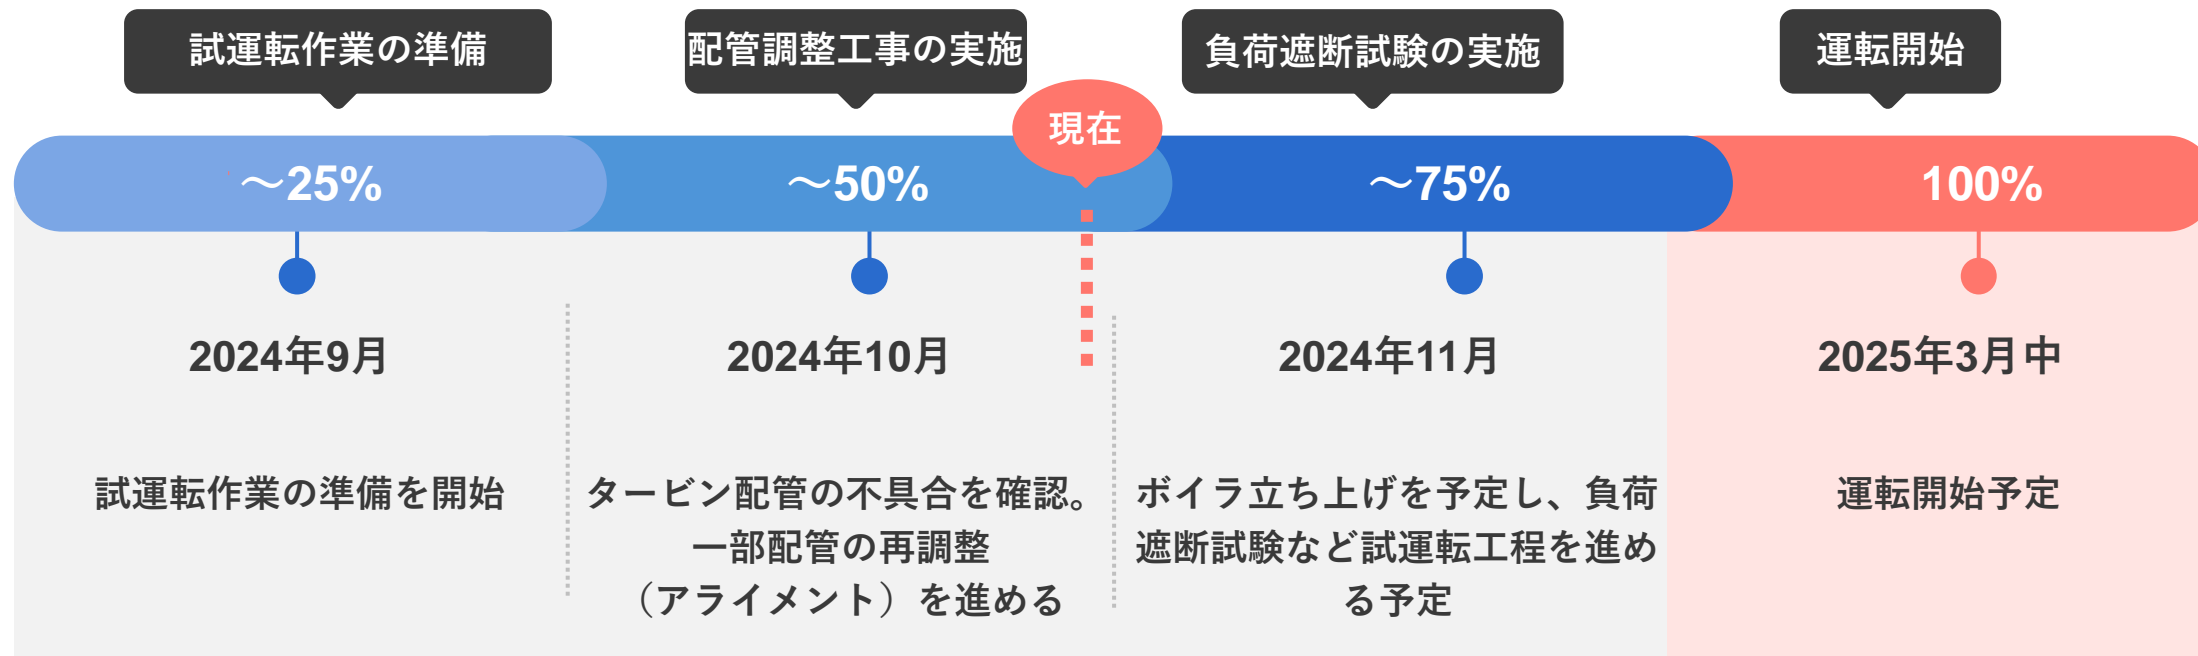 試運転作業の準備
配管調整工事の実施
負荷遮断試験の実施
運転開始
現在
～25%
～50%
～75%
100%
2024年9月
2024年10月
2024年11月
2025年3月中
試運転作業の準備を開始
タービン配管の不具合を確認。
一部配管の再調整
（アライメント）を進める
ボイラ立ち上げを予定し、負荷
遮断試験など試運転工程を進め
る予定
運転開始予定